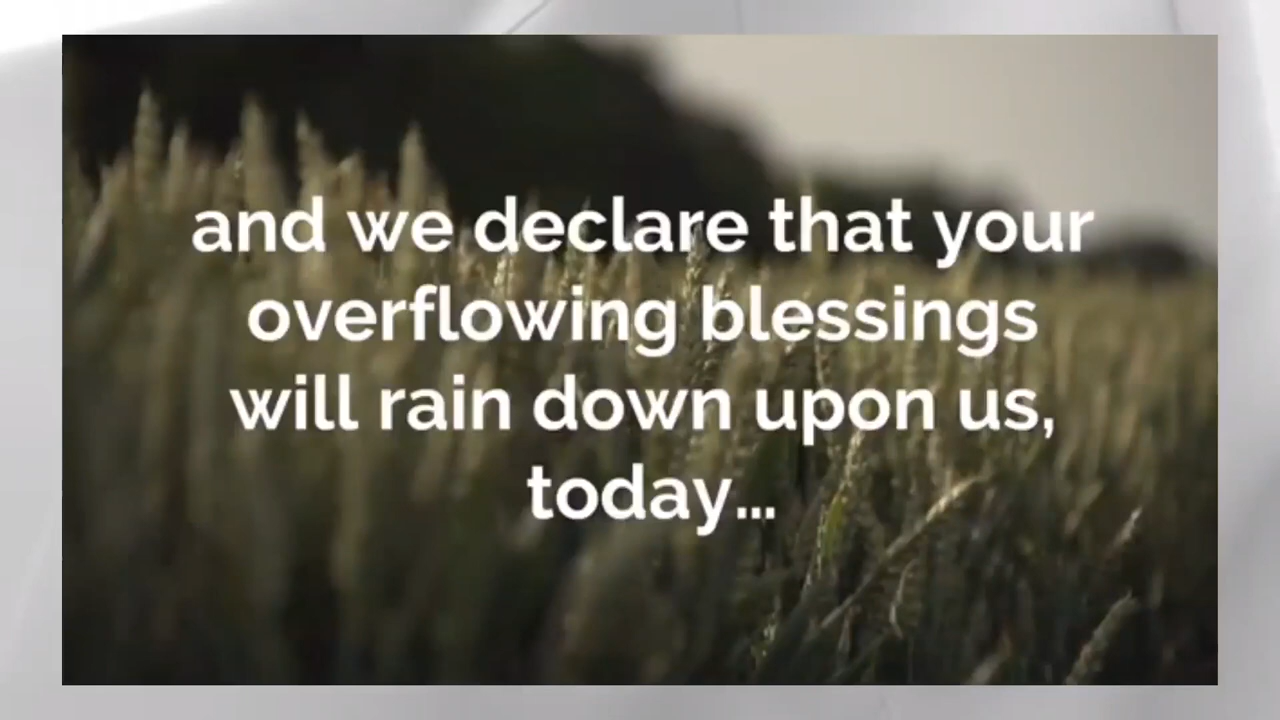 and we declare that your
overflowing blessings
will rain down upon us,
today...